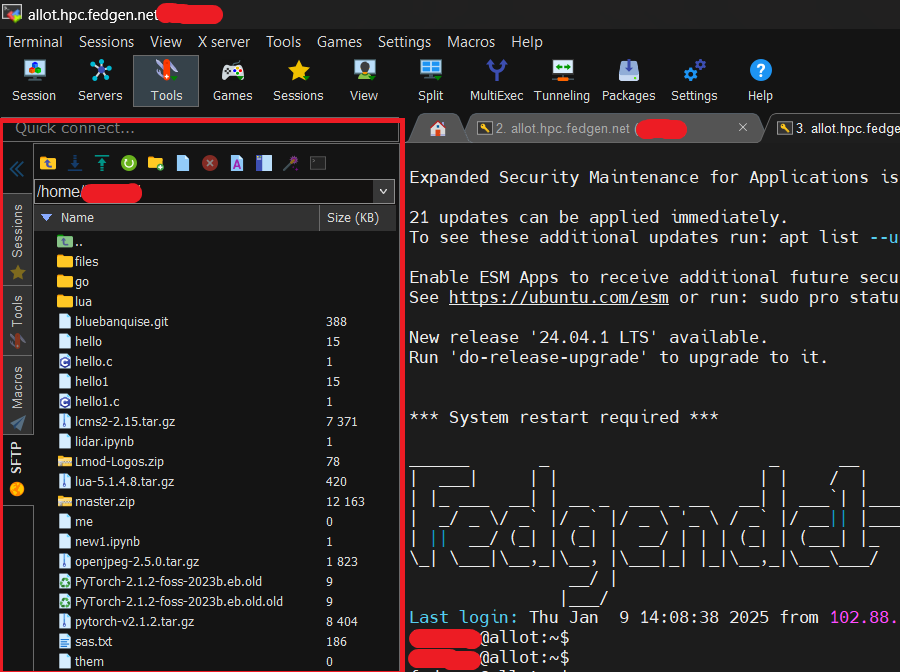 allot.hpc.fedgen.net
Terminal Sessions View X server Tools Games Settings Macros Help
Session Servers Tools Games Sessions View Split MultiExec Tunneling Packages Settings Help
Quick connect...
2. allot.hpc.fedgen.net (
3. allot.hpc.fedge
/home/
Name Size (KB)
..
files
go
lua
bluebanquise.git 388
hello 15
hello.c 1
hello1 15
hello1.c 1
lcms2-2.15.tar.gz 7 371
lidar.ipynb 1
Lmod-Logos.zip 78
lua-5.1.4.8.tar.gz 420
master.zip 12 163
me 0
new1.ipynb 1
openjpeg-2.5.0.tar.gz 1 823
PyTorch-2.1.2-foss-2023b.eb.old 9
PyTorch-2.1.2-foss-2023b.eb.old.old 9
pytorch-v2.1.2.tar.gz 8 404
sas.txt 186
them 0
Sessions
Tools
Macros
SFTP
Expanded Security Maintenance for Applications is
21 updates can be applied immediately.
To see these additional updates run: apt list --u
Enable ESM Apps to receive additional future secu
See https://ubuntu.com/esm or run: sudo pro statu
New release '24.04.1 LTS' available.
Run 'do-release-upgrade' to upgrade to it.
*** System restart required ***
Last login: Thu Jan  9 14:08:38 2025 from 102.88.
@allot:~$
@allot:~$